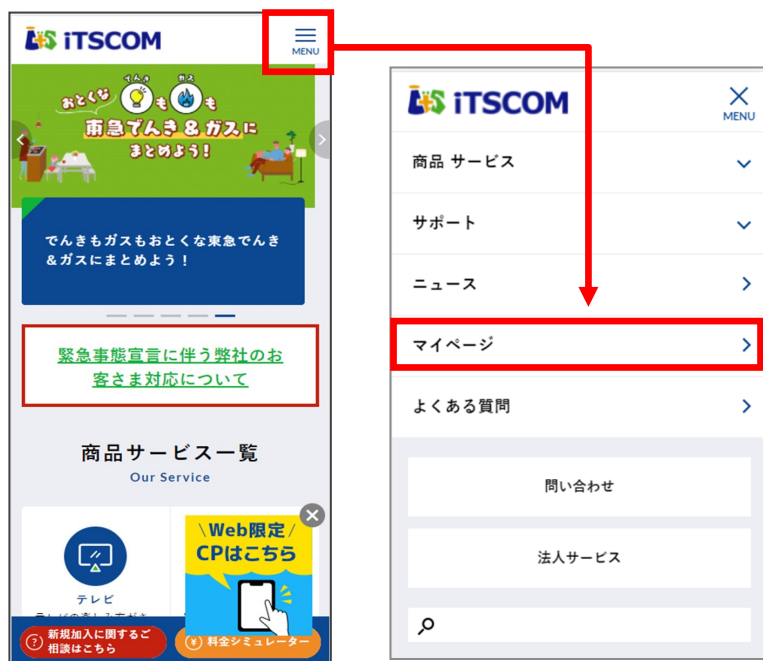 iTSCOM
MENU
でんき ガス
おとくな も も
東急でんき&ガスに
まとめよう!
でんきもガスもおとくな東急でんき
&ガスにまとめよう!
緊急事態宣言に伴う弊社のお
客さま対応について
商品サービス一覧
Our Service
\Web限定/
CPはこちら
テレビ
新規加入に関するご
相談はこちら
料金シミュレーター
iTSCOM
MENU
商品 サービス
サポート
ニュース
マイページ
よくある質問
問い合わせ
法人サービス